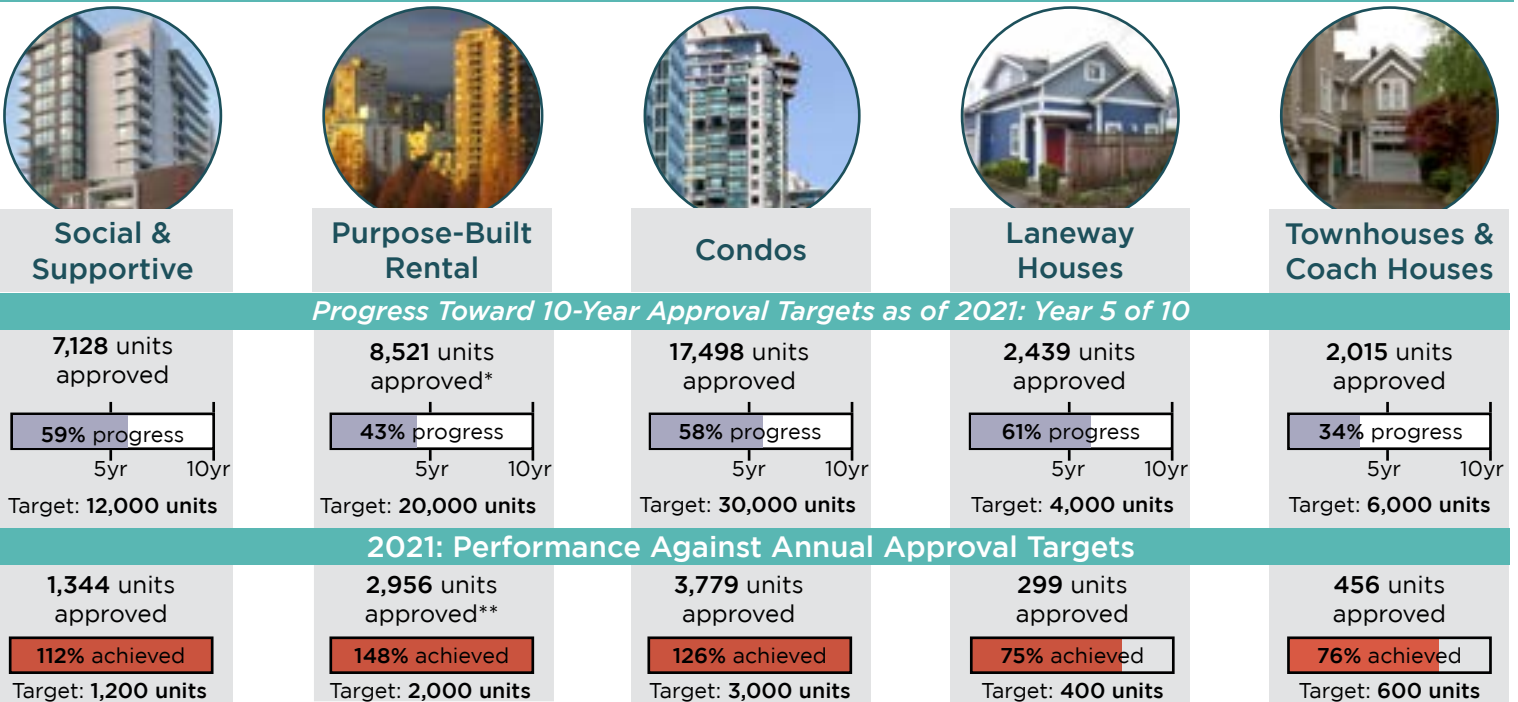 Social &
Supportive
Purpose-Built
Rental
Condos
Laneway
Houses
Townhouses &
Coach Houses
Progress Toward 10-Year Approval Targets as of 2021: Year 5 of 10
7,128 units
approved
59% progress
5yr 10yr
Target: 12,000 units
8,521 units
approved*
43% progress
5yr 10yr
Target: 20,000 units
17,498 units
approved
58% progress
5yr 10yr
Target: 30,000 units
2,439 units
approved
61% progress
5yr 10yr
Target: 4,000 units
2,015 units
approved
34% progress
5yr 10yr
Target: 6,000 units
2021: Performance Against Annual Approval Targets
1,344 units
approved
112% achieved
Target: 1,200 units
2,956 units
approved**
148% achieved
Target: 2,000 units
3,779 units
approved
126% achieved
Target: 3,000 units
299 units
approved
75% achieved
Target: 400 units
456 units
approved
76% achieved
Target: 600 units